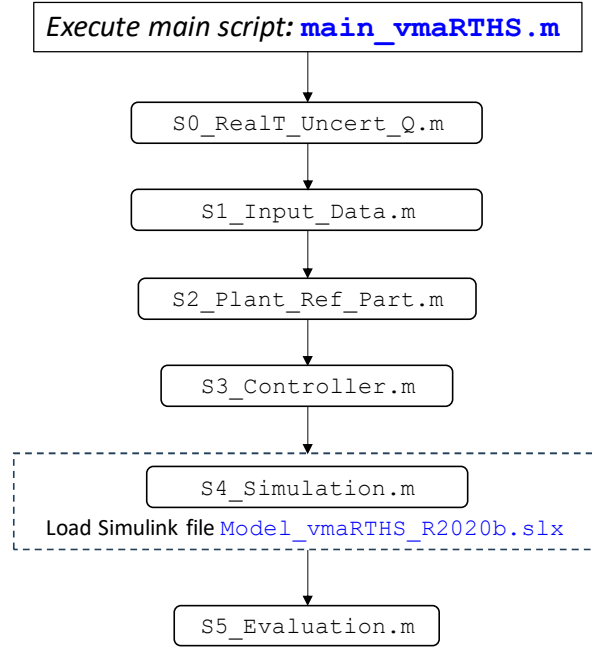 Execute main script: main_vmaRTHS.m
S0_RealT_Uncert_Q.m
S1_Input_Data.m
S2_Plant_Ref_Part.m
S3_Controller.m
S4_Simulation.m
Load Simulink file Model_vmaRTHS_R2020b.slx
S5_Evaluation.m